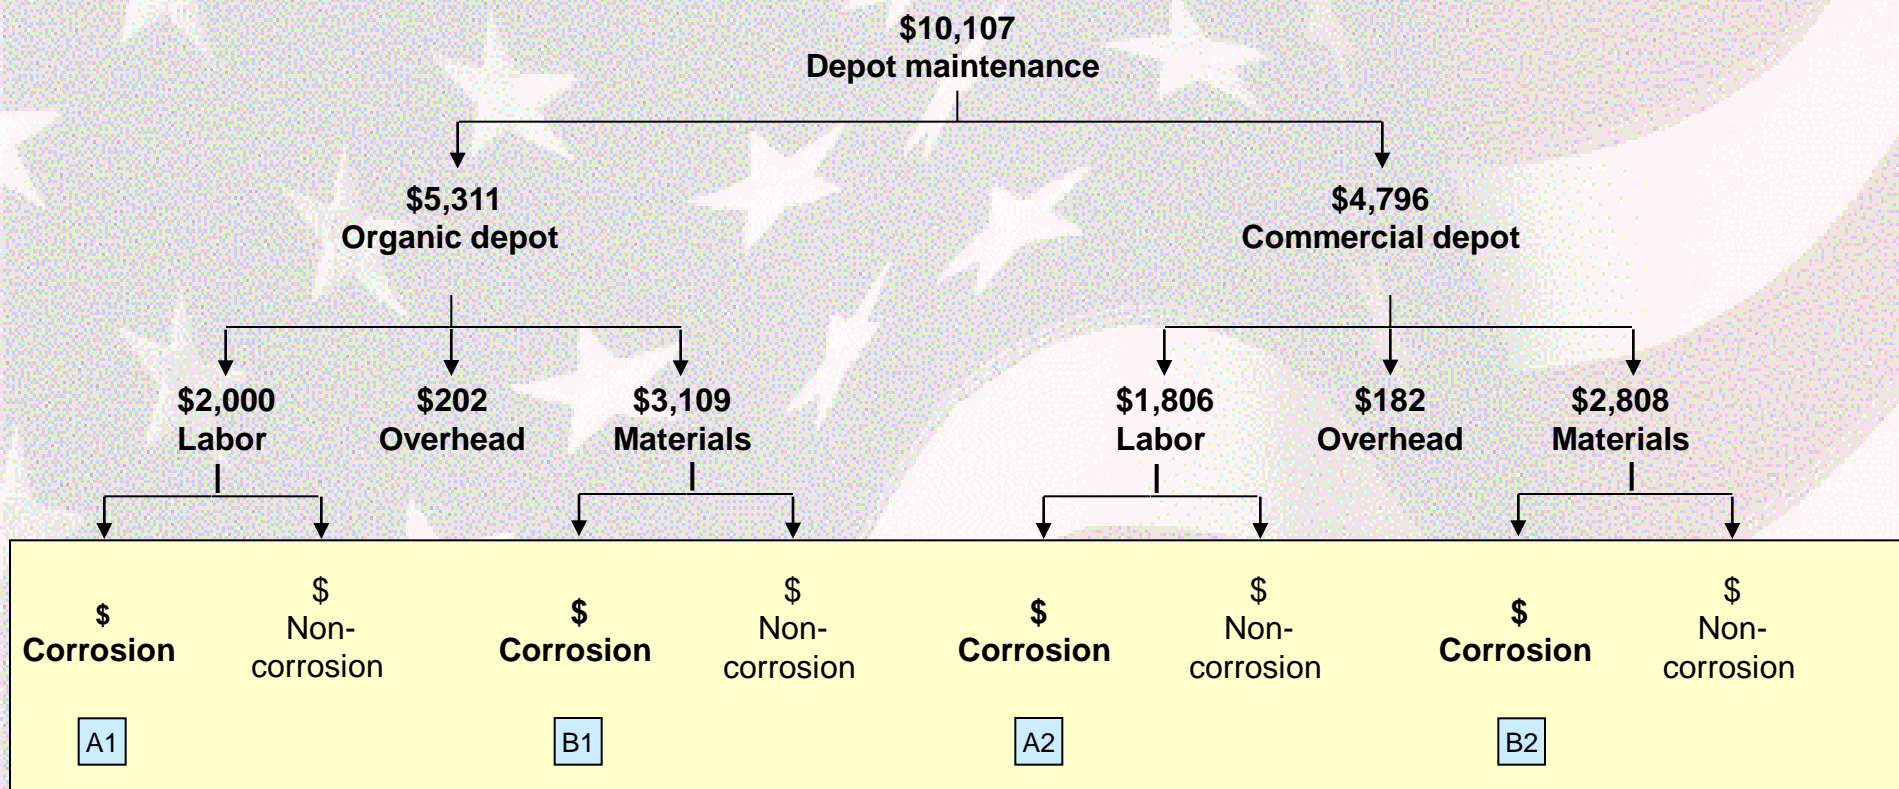 $10,107
Depot maintenance
$5,311
Organic depot
$4,796
Commercial depot
$2,000
Labor
$202
Overhead
$3,109
Materials
$1,806
Labor
$182
Overhead
$2,808
Materials
$
Corrosion
$
Non-
corrosion
$
Corrosion
$
Non-
corrosion
$
Corrosion
$
Non-
corrosion
$
Corrosion
$
Non-
corrosion
A1
B1
A2
B2